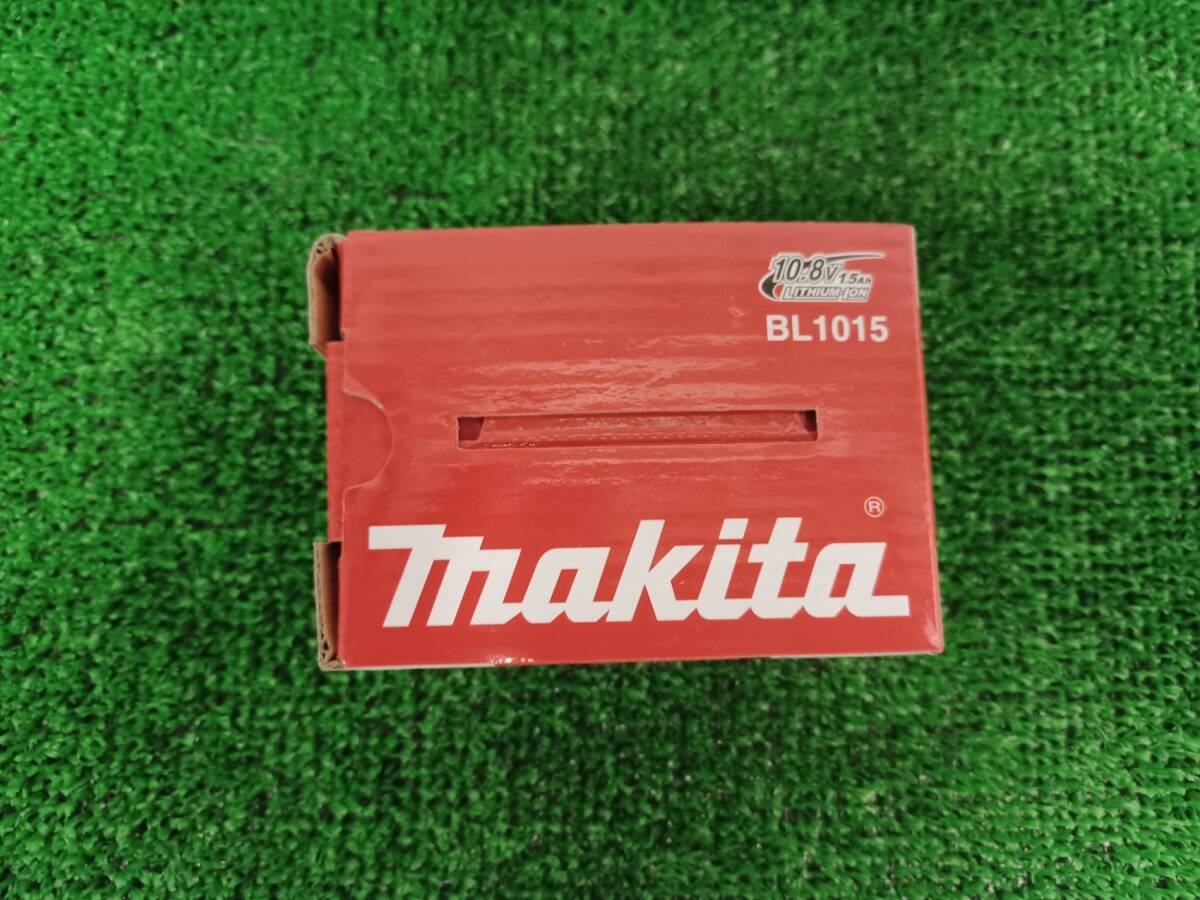 10.8V 1.5Ah
LITHIUM-ION
BL1015
makita ®